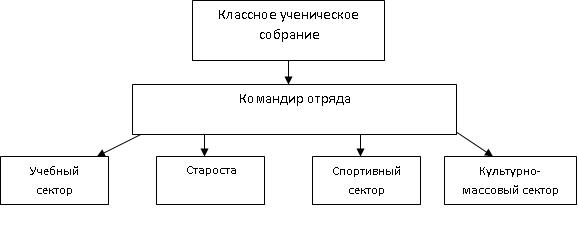 Классное ученическое
собрание
Командир отряда
Учебный
сектор
Староста
Спортивный
сектор
Культурно-
массовый сектор